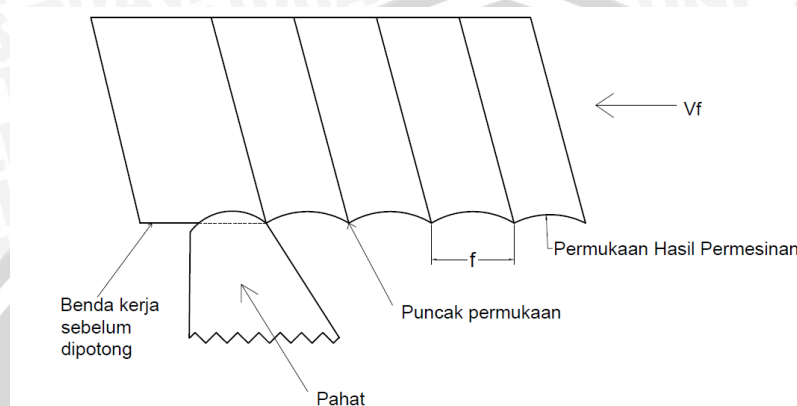 Vf
Permukaan Hasil Permesinan
f
Puncak permukaan
Benda kerja
sebelum
dipotong
Pahat